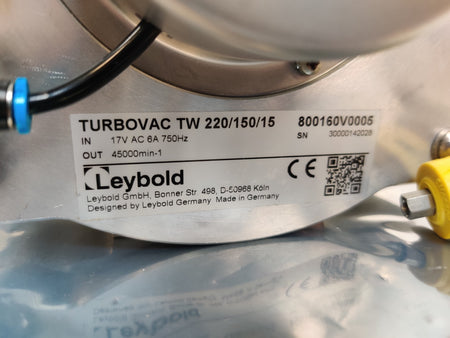 TURBOVAC TW 220/150/15 800160V0005
IN 17V AC 6A 750Hz SN 30000142028
OUT 45000min-1
Leybold CE
Leybold GmbH, Bonner Str. 498, D-50968 Köln
Designed by Leybold Germany Made in Germany
Leybold